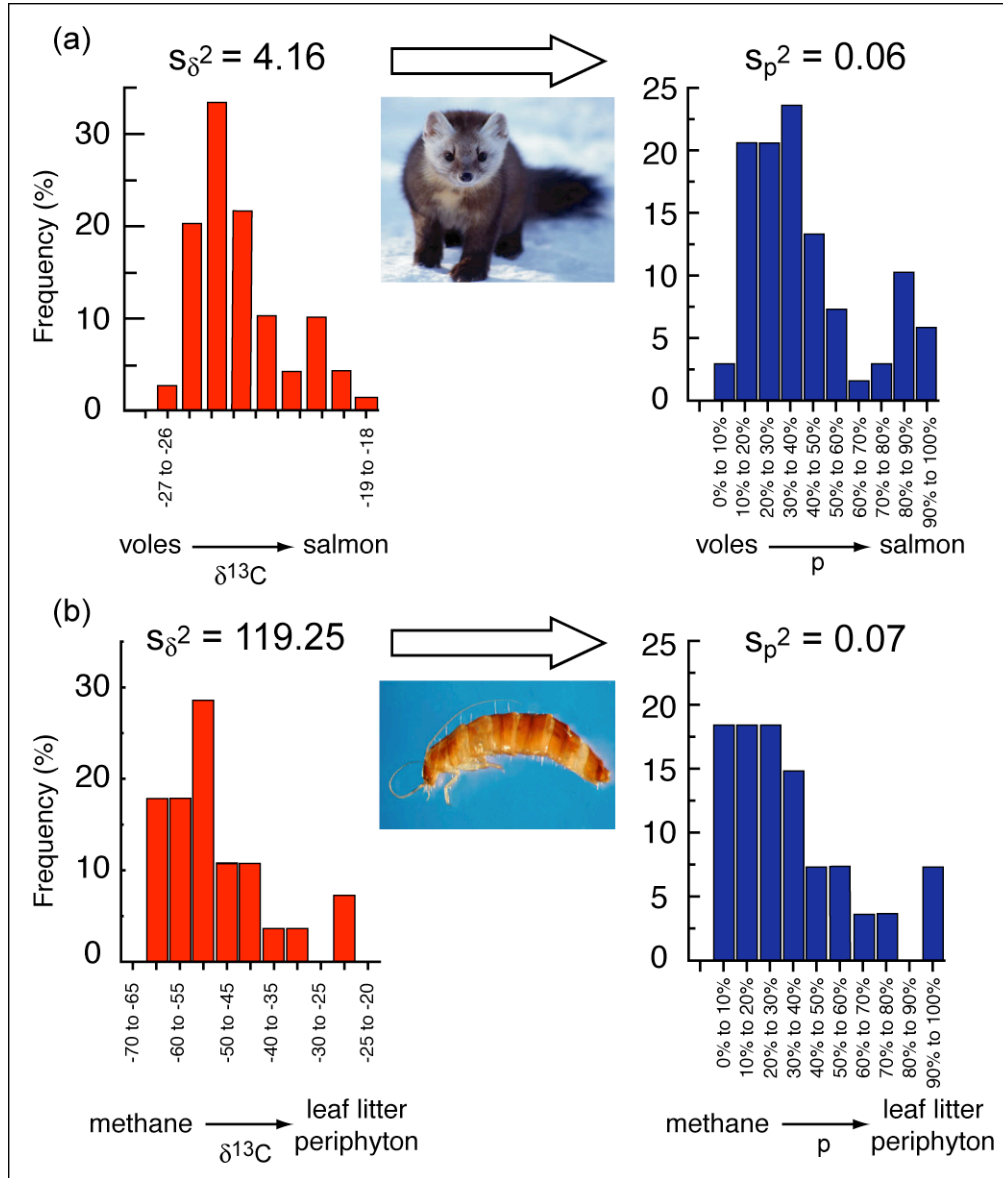 (a)
sδ2 = 4.16
sp2 = 0.06
Frequency (%)
30
20
10
0
-27 to -26
-19 to -18
voles → salmon
δ13C
25
20
15
10
5
0
0% to 10%
10% to 20%
20% to 30%
30% to 40%
40% to 50%
50% to 60%
60% to 70%
70% to 80%
80% to 90%
90% to 100%
voles → salmon
p
(b)
sδ2 = 119.25
sp2 = 0.07
Frequency (%)
30
20
10
0
-70 to -65
-60 to -55
-50 to -45
-40 to -35
-30 to -25
-25 to -20
methane → leaf litter
periphyton
δ13C
25
20
15
10
5
0
0% to 10%
10% to 20%
20% to 30%
30% to 40%
40% to 50%
50% to 60%
60% to 70%
70% to 80%
80% to 90%
90% to 100%
methane → leaf litter
periphyton
p